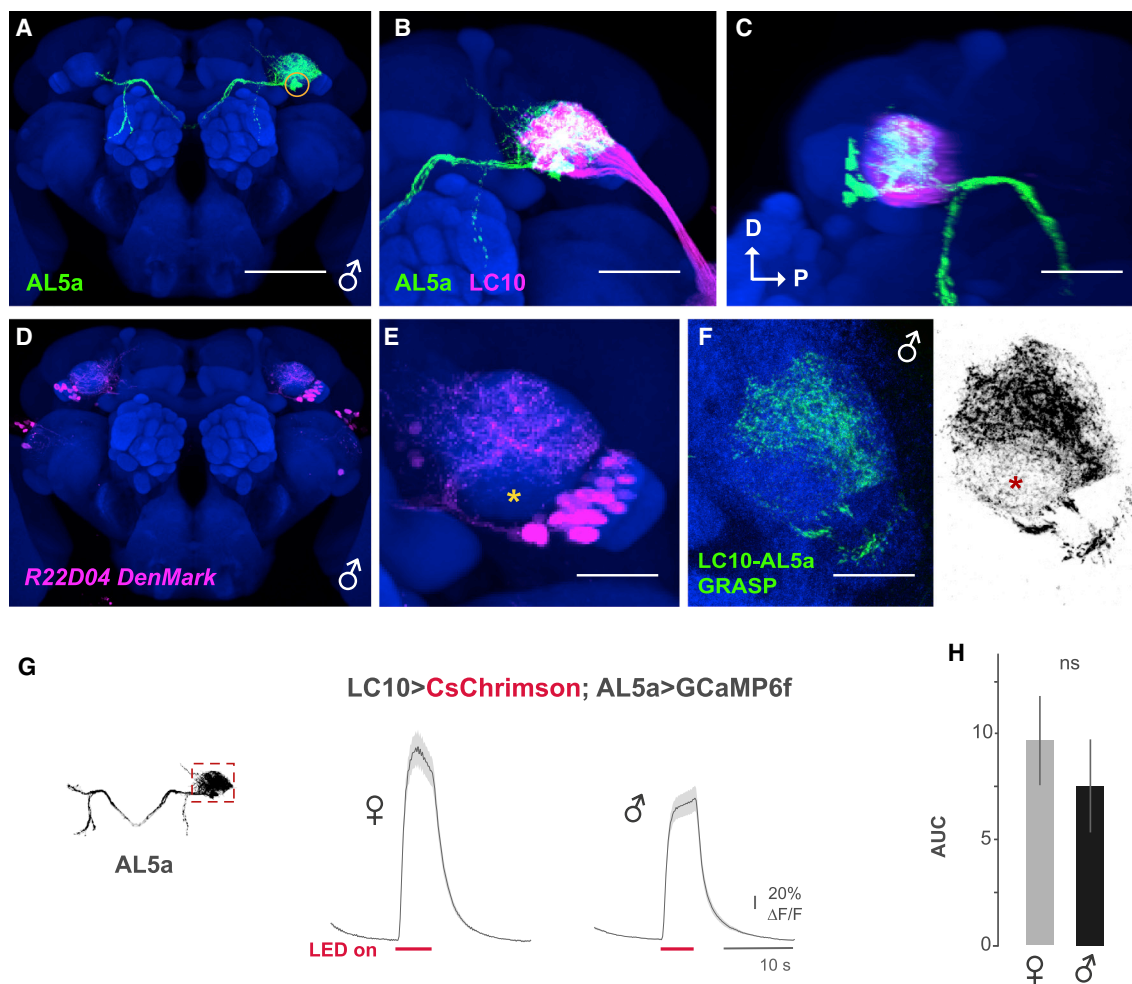 A
AL5a
♂
B
AL5a LC10
C
D
P
D
R22D04 DenMark
♂
E
*
F
♂
LC10-AL5a
GRASP
*
G
LC10>CsChrimson; AL5a>GCaMP6f
AL5a
♀
LED on
♂
20%
ΔF/F
10 s
H
ns
AUC
10
5
0
♀
♂